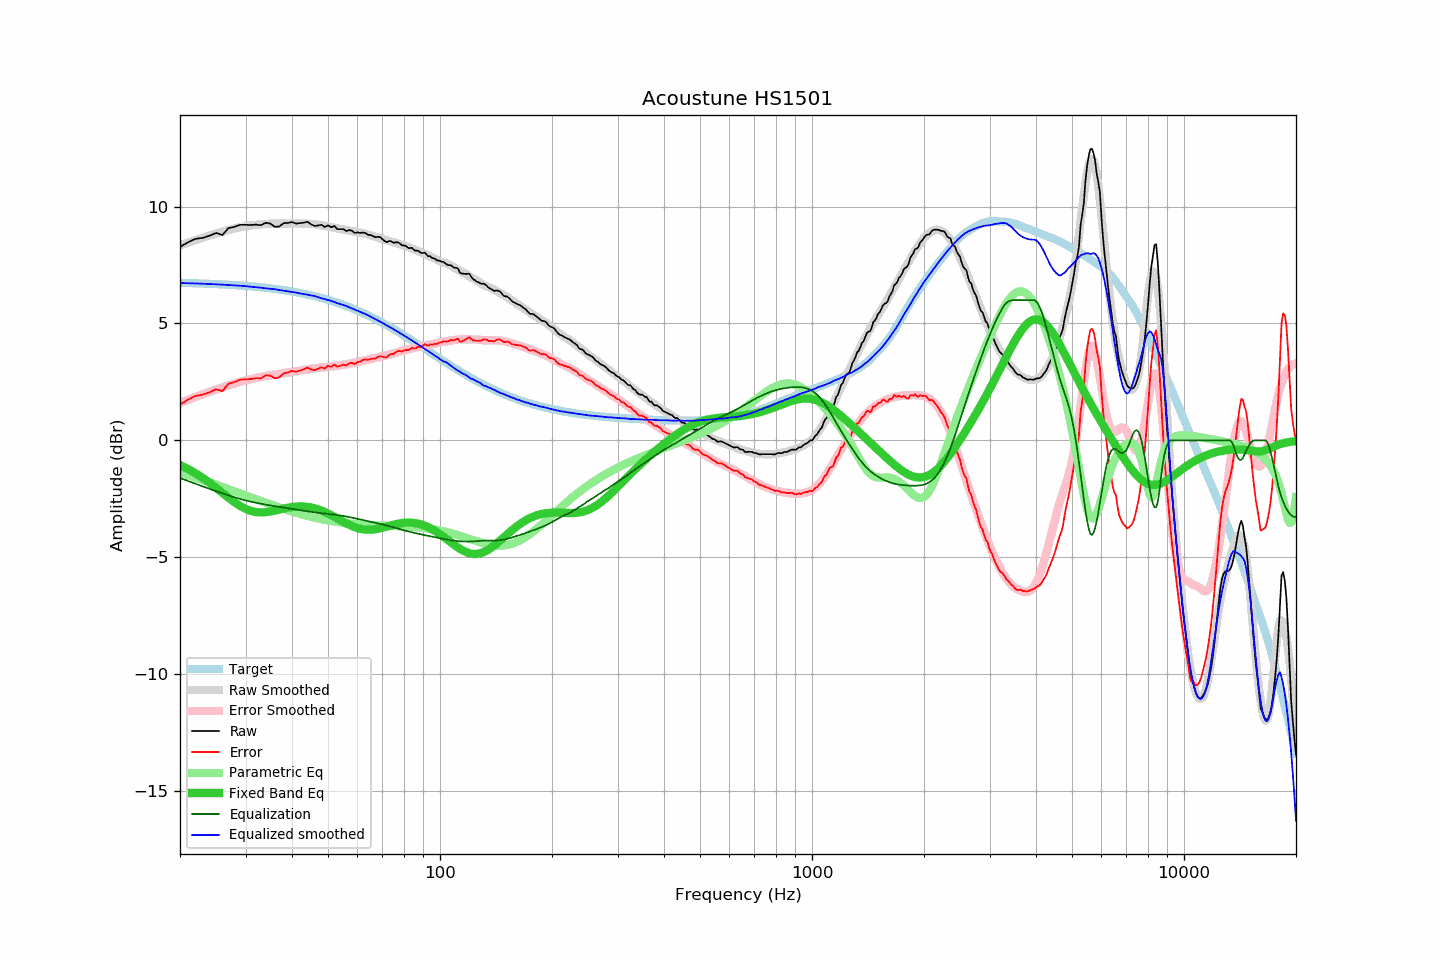 Acoustune HS1501
Amplitude (dBr)
10
5
0
−5
−10
−15
Target
Raw Smoothed
Error Smoothed
Raw
Error
Parametric Eq
Fixed Band Eq
Equalization
Equalized smoothed
100
1000
10000
Frequency (Hz)